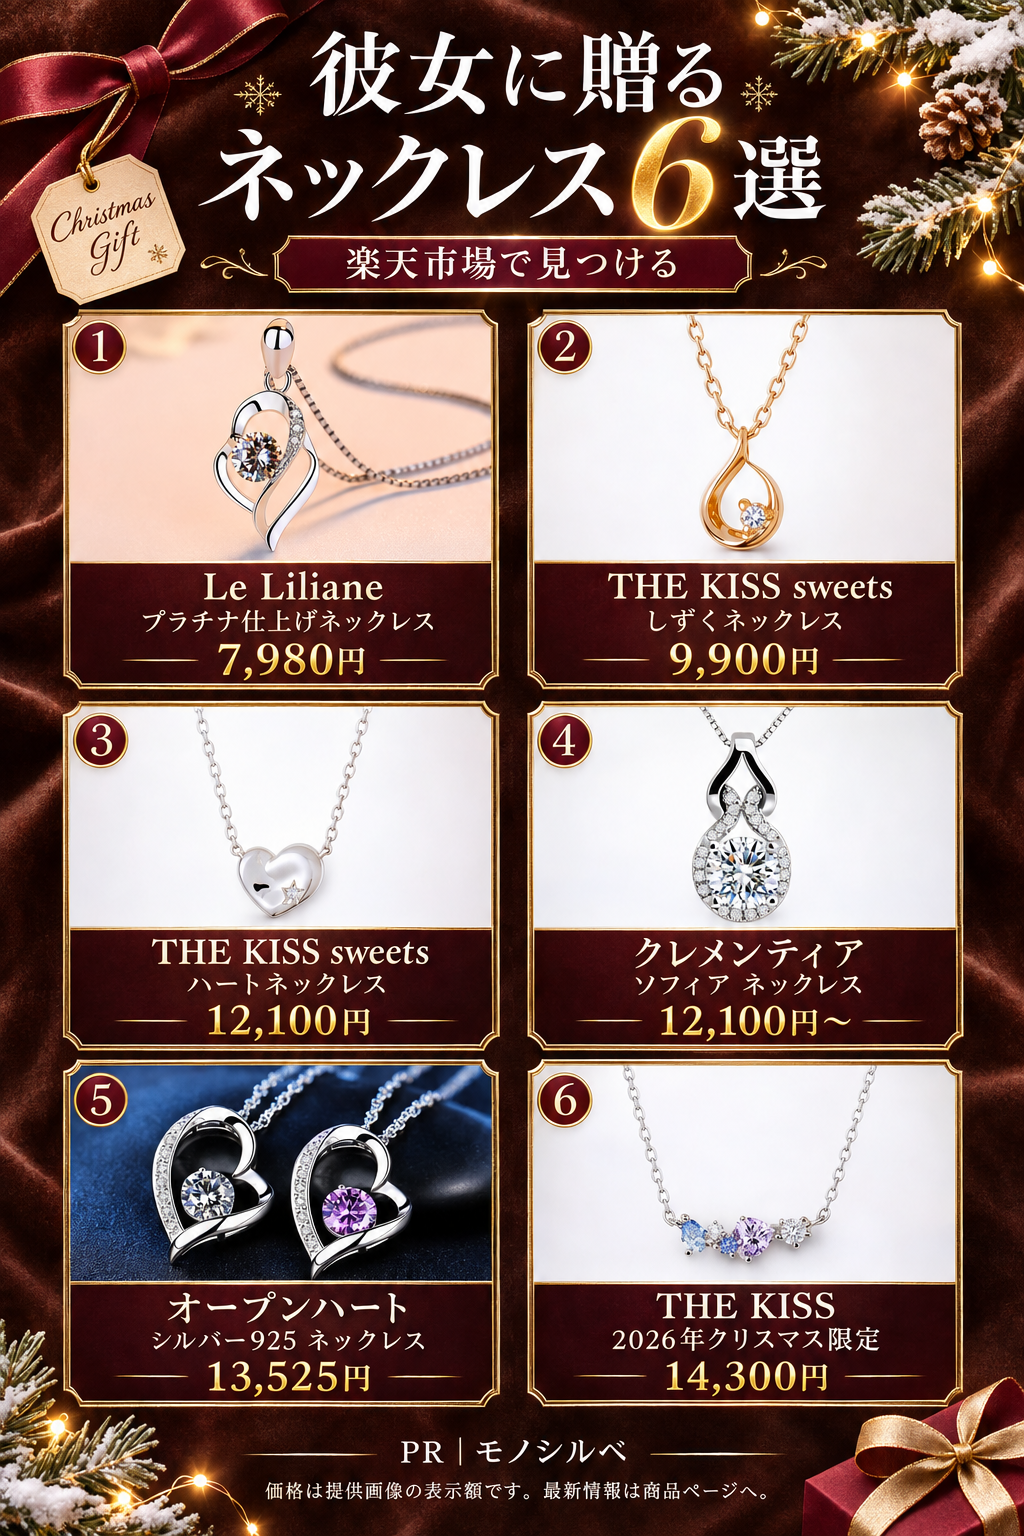 彼女に贈る
ネックレス6選
Christmas
Gift
楽天市場で見つける
1
Le Liliane
プラチナ仕上げネックレス
7,980円
2
THE KISS sweets
しずくネックレス
9,900円
3
THE KISS sweets
ハートネックレス
12,100円
4
クレメンティア
ソフィア ネックレス
12,100円～
5
オープンハート
シルバー925 ネックレス
13,525円
6
THE KISS
2026年クリスマス限定
14,300円
PR｜モノシルベ
価格は提供画像の表示額です。最新情報は商品ページへ。